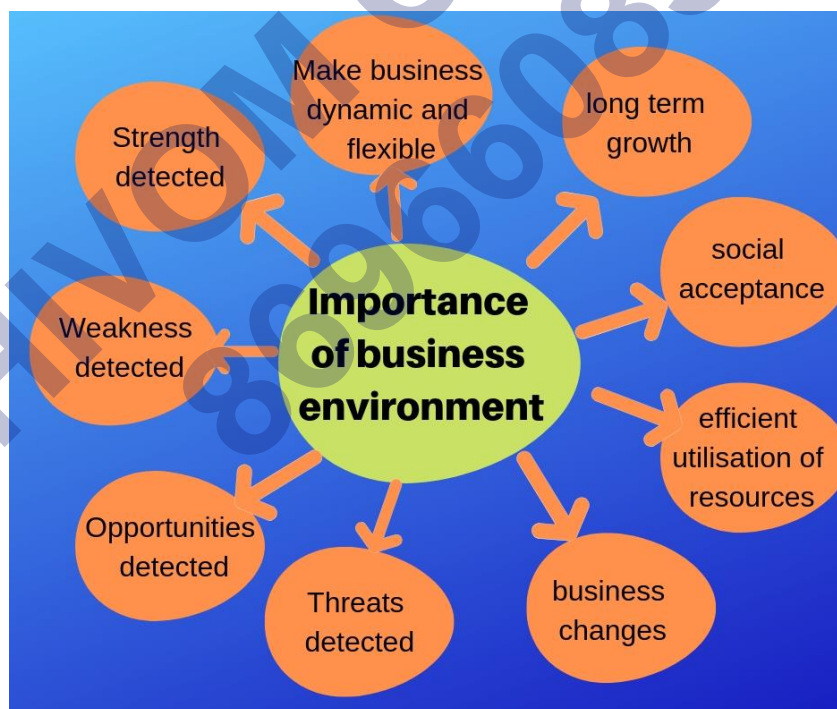 Make business
dynamic and
flexible
long term
growth
Strength
detected
social
acceptance
Importance
of business
environment
Weakness
detected
efficient
utilisation of
resources
Opportunities
detected
Threats
detected
business
changes